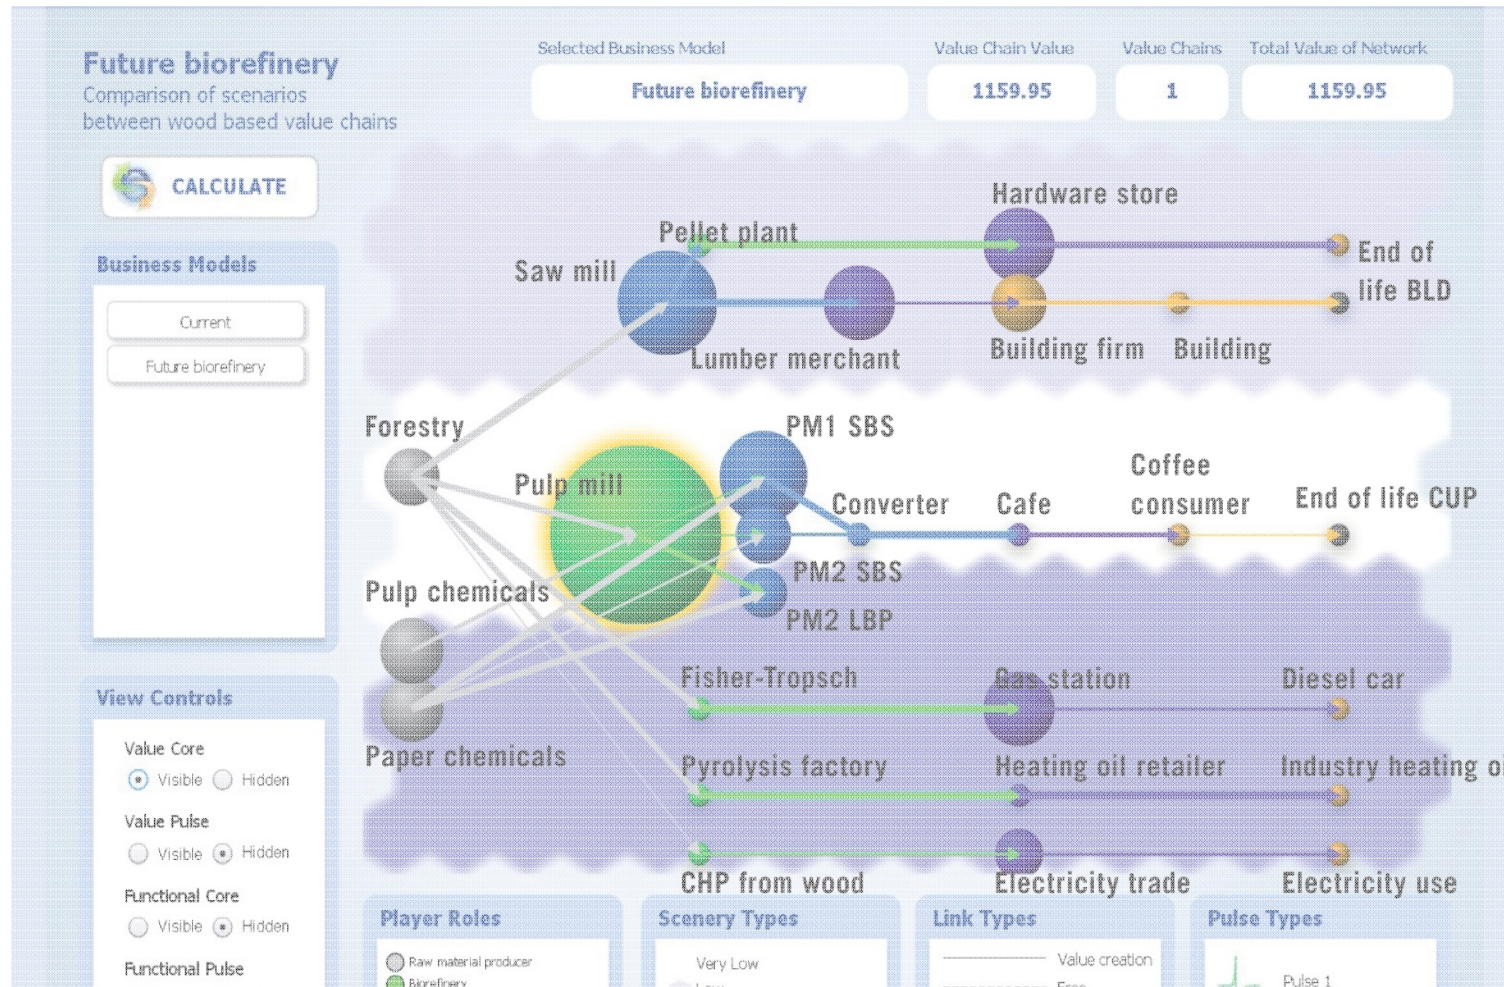 Future biorefinery
Comparison of scenarios
between wood based value chains
Selected Business Model
Future biorefinery
Value Chain Value
1159.95
Value Chains
1
Total Value of Network
1159.95
CALCULATE
Business Models
Current
Future biorefinery
View Controls
Value Core
Visible Hidden
Value Pulse
Visible Hidden
Functional Core
Visible Hidden
Functional Pulse
Hardware store
Pellet plant
Saw mill
End of
life BLD
Lumber merchant
Building firm
Building
Forestry
PM1 SBS
Pulp mill
Converter
Cafe
Coffee
consumer
End of life CUP
PM2 SBS
Pulp chemicals
PM2 LBP
Fisher-Tropsch
Gas station
Diesel car
Paper chemicals
Pyrolysis factory
Heating oil retailer
Industry heating oi
CHP from wood
Electricity trade
Electricity use
Player Roles
Raw material producer
Biorefinery
Scenery Types
Very Low
Low
Link Types
Value creation
Free
Pulse Types
Pulse 1